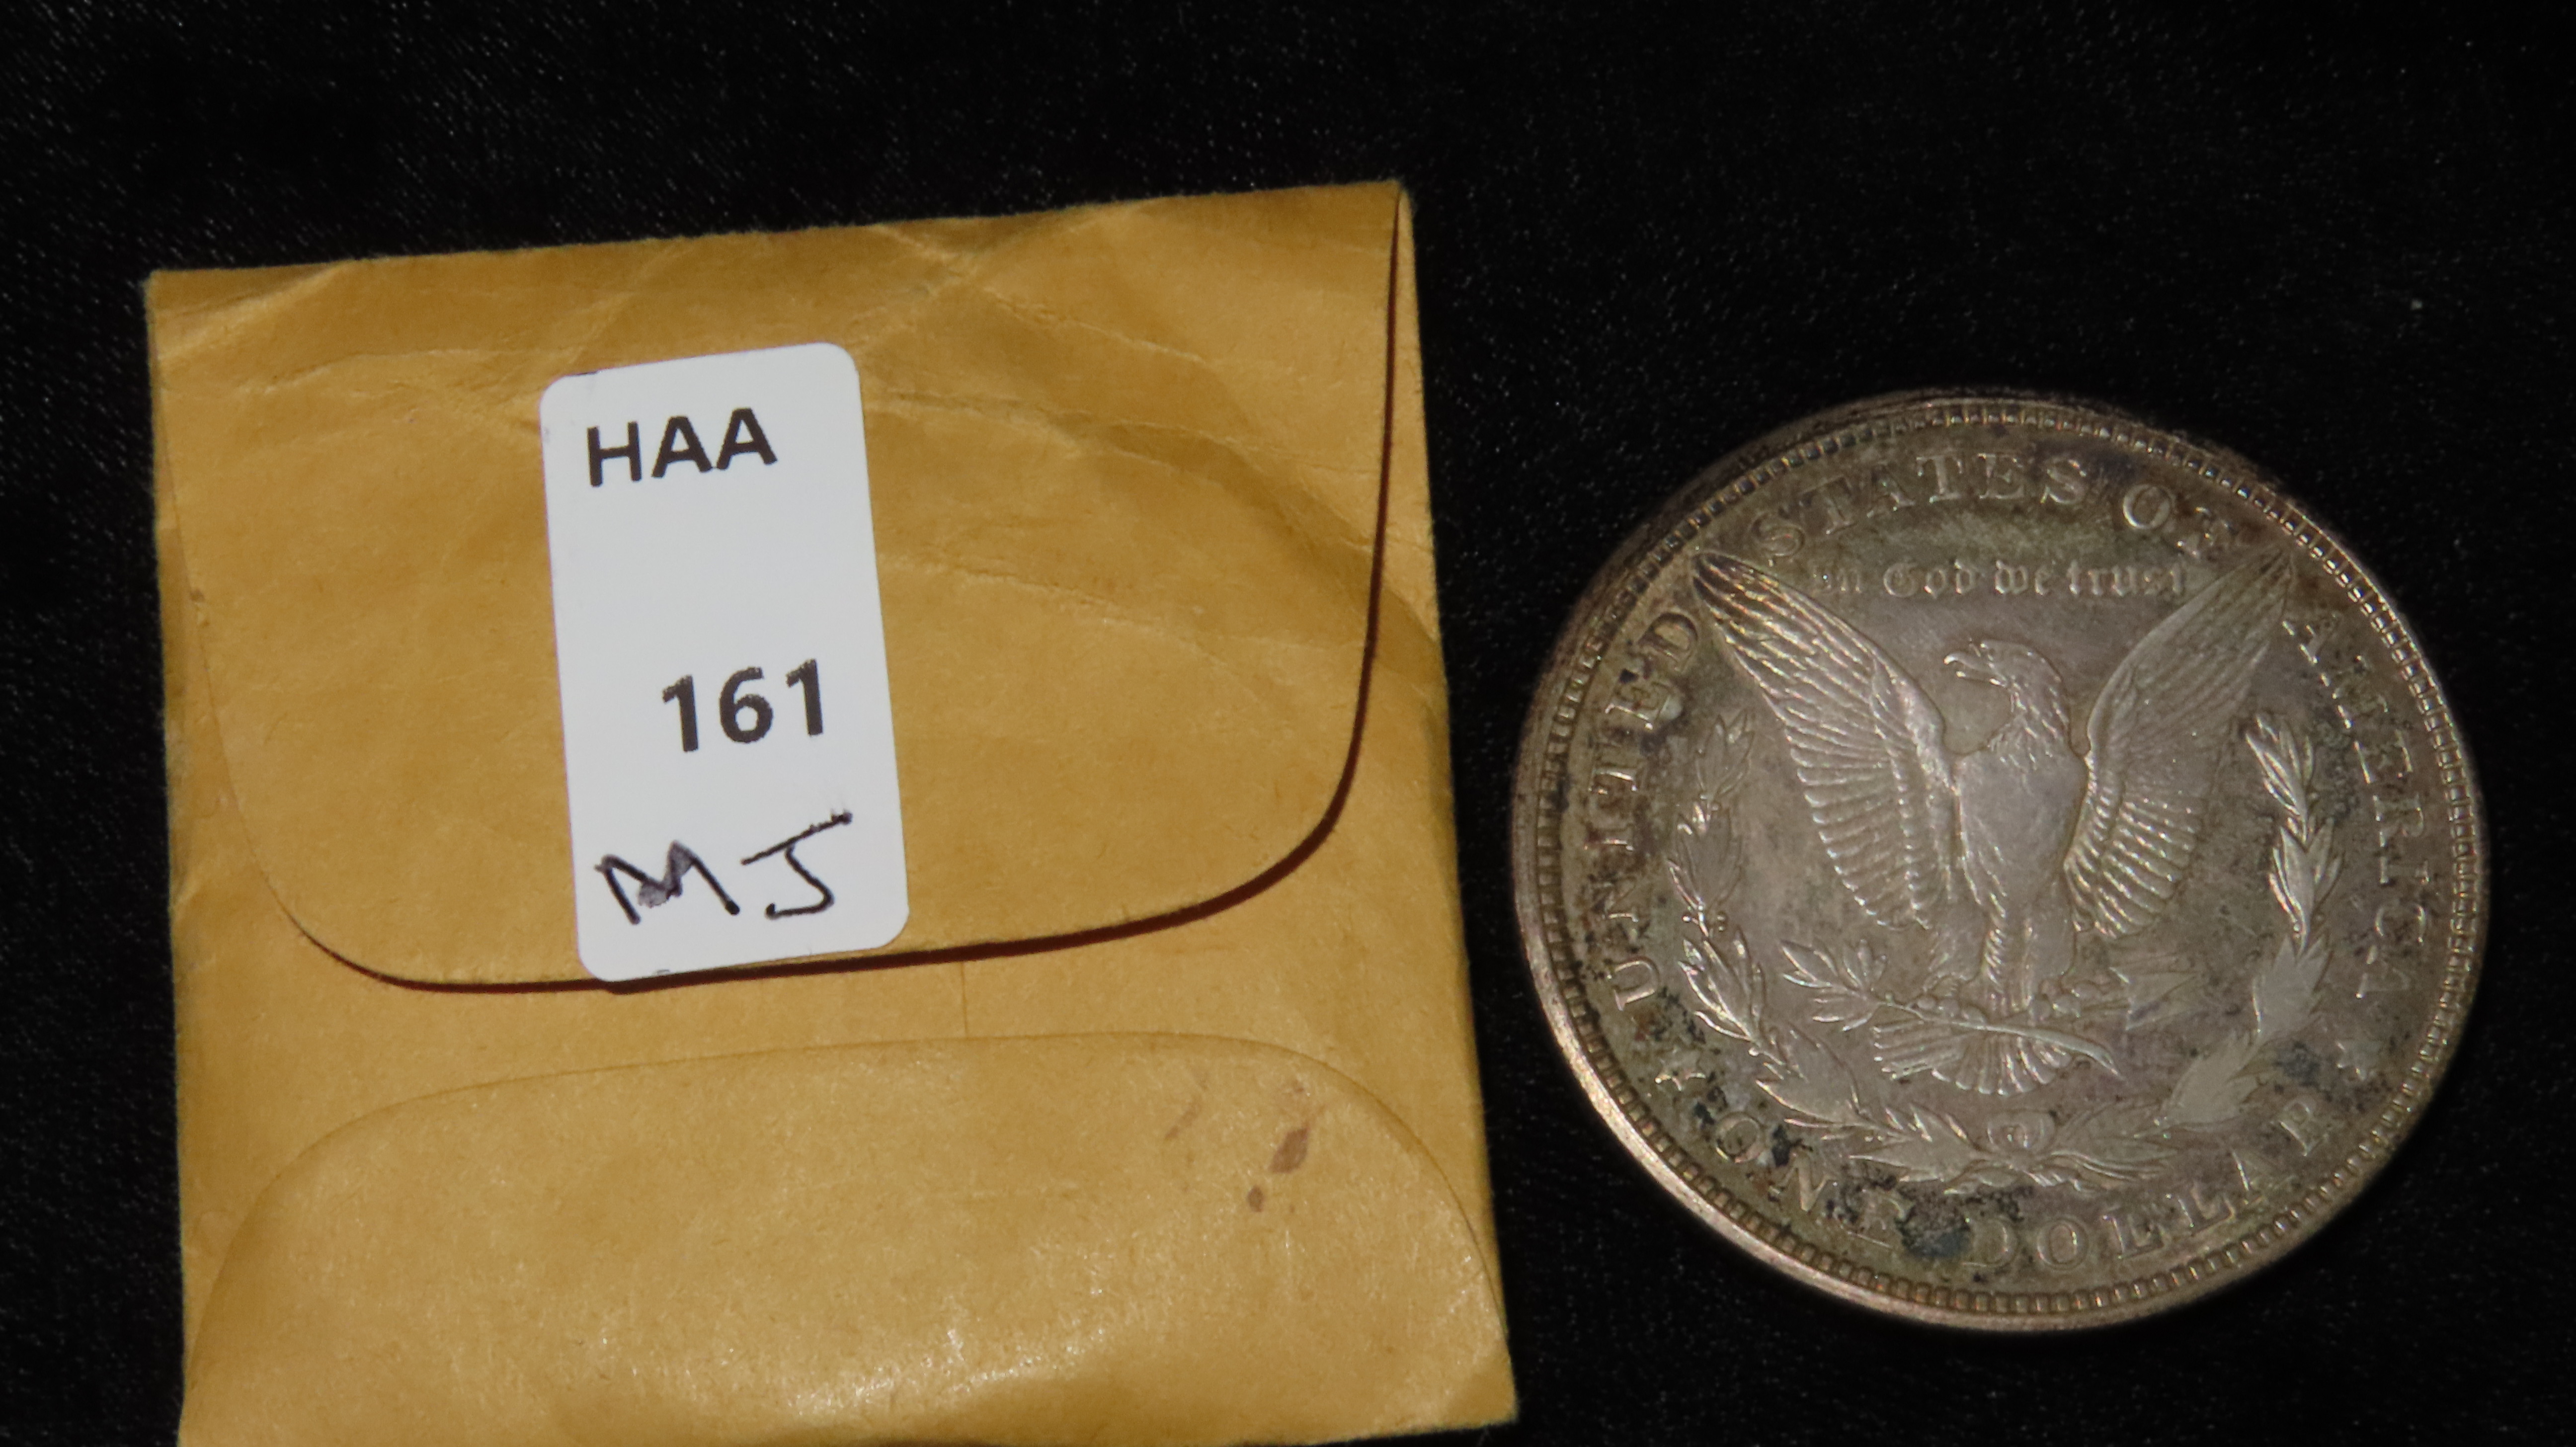 HAA
161
MJ
UNITED STATES OF AMERICA
In God we trust
ONE DOLLAR